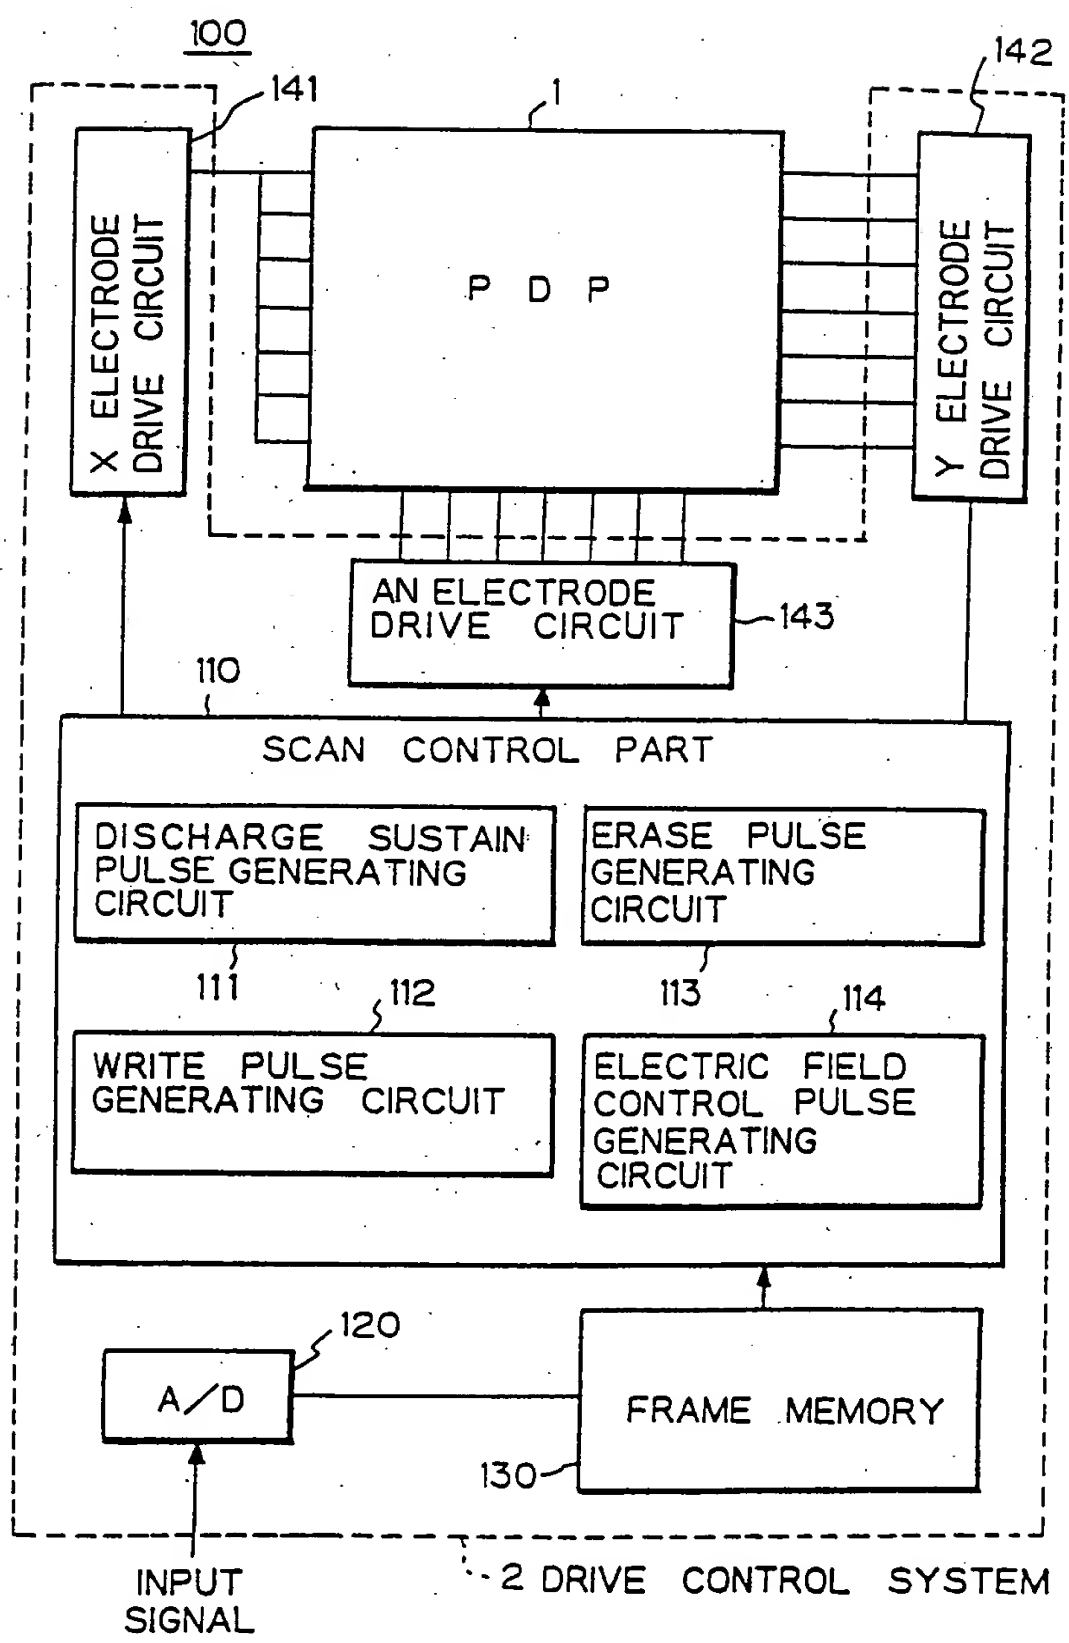 100
141
1
142
X ELECTRODE
DRIVE CIRCUIT
P D P
Y ELECTRODE
DRIVE CIRCUIT
AN ELECTRODE
DRIVE CIRCUIT
143
110
SCAN CONTROL PART
DISCHARGE SUSTAIN
PULSE GENERATING
CIRCUIT
111
ERASE PULSE
GENERATING
CIRCUIT
113
112
WRITE PULSE
GENERATING CIRCUIT
114
ELECTRIC FIELD
CONTROL PULSE
GENERATING
CIRCUIT
120
A/D
FRAME MEMORY
130
INPUT
SIGNAL
2 DRIVE CONTROL SYSTEM